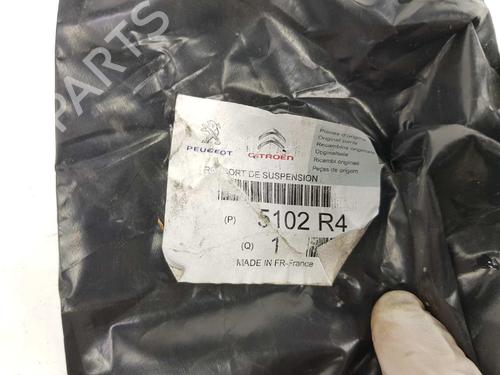 PARTS
PEUGEOT
CITROËN
Pièces d'origine
Original parts
Recambios originales
Originalteile
Ricambi originali
Peças de origem
DE SUSPENSION
(P) 5102 R4
(Q) 1
MADE IN FR-France